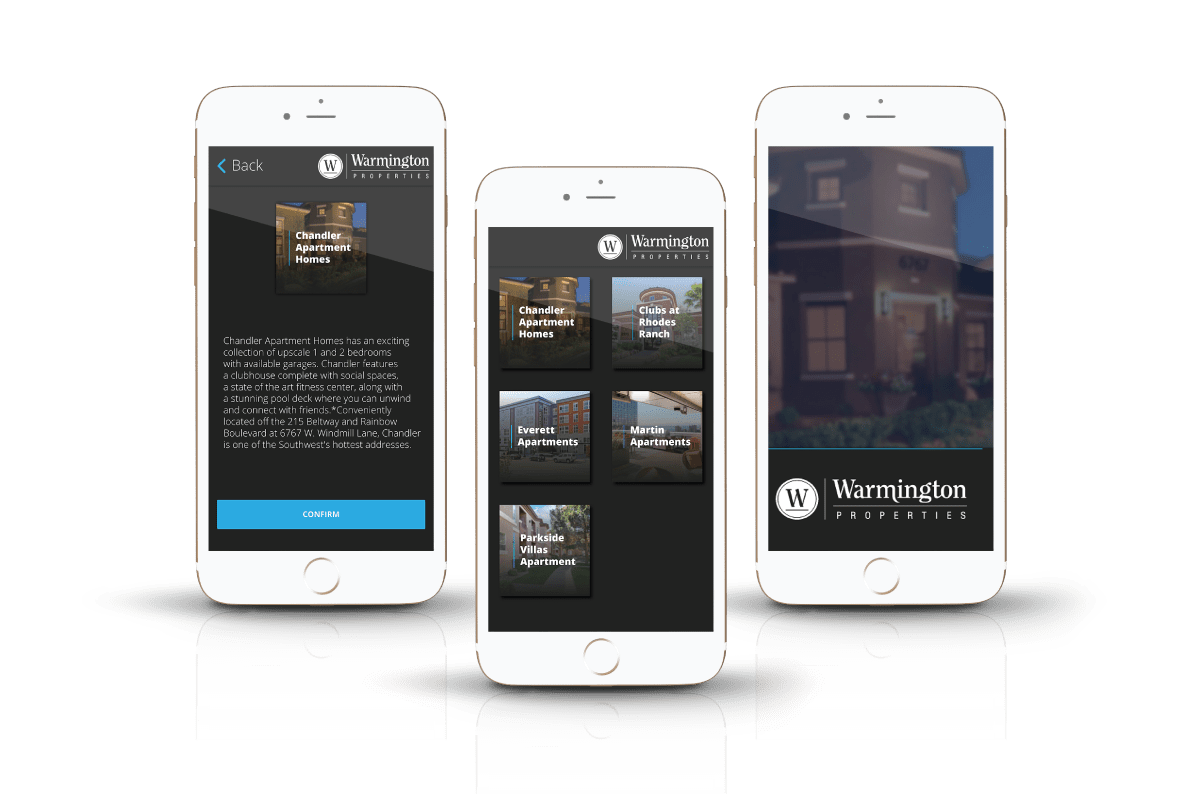 Back
W
Warmington
PROPERTIES
Chandler
Apartment
Homes
Chandler Apartment Homes has an exciting
collection of upscale 1 and 2 bedrooms
with available garages. Chandler features
a clubhouse complete with social spaces,
a state of the art fitness center, along with
a stunning pool deck where you can unwind
and connect with friends.*Conveniently
located off the 215 Beltway and Rainbow
Boulevard at 6767 W. Windmill Lane, Chandler
is one of the Southwest's hottest addresses.
CONFIRM
W
Warmington
PROPERTIES
Chandler
Apartment
Homes
Clubs at
Rhodes
Ranch
Everett
Apartments
Martin
Apartments
Parkside
Villas
Apartment
6767
W
Warmington
PROPERTIES